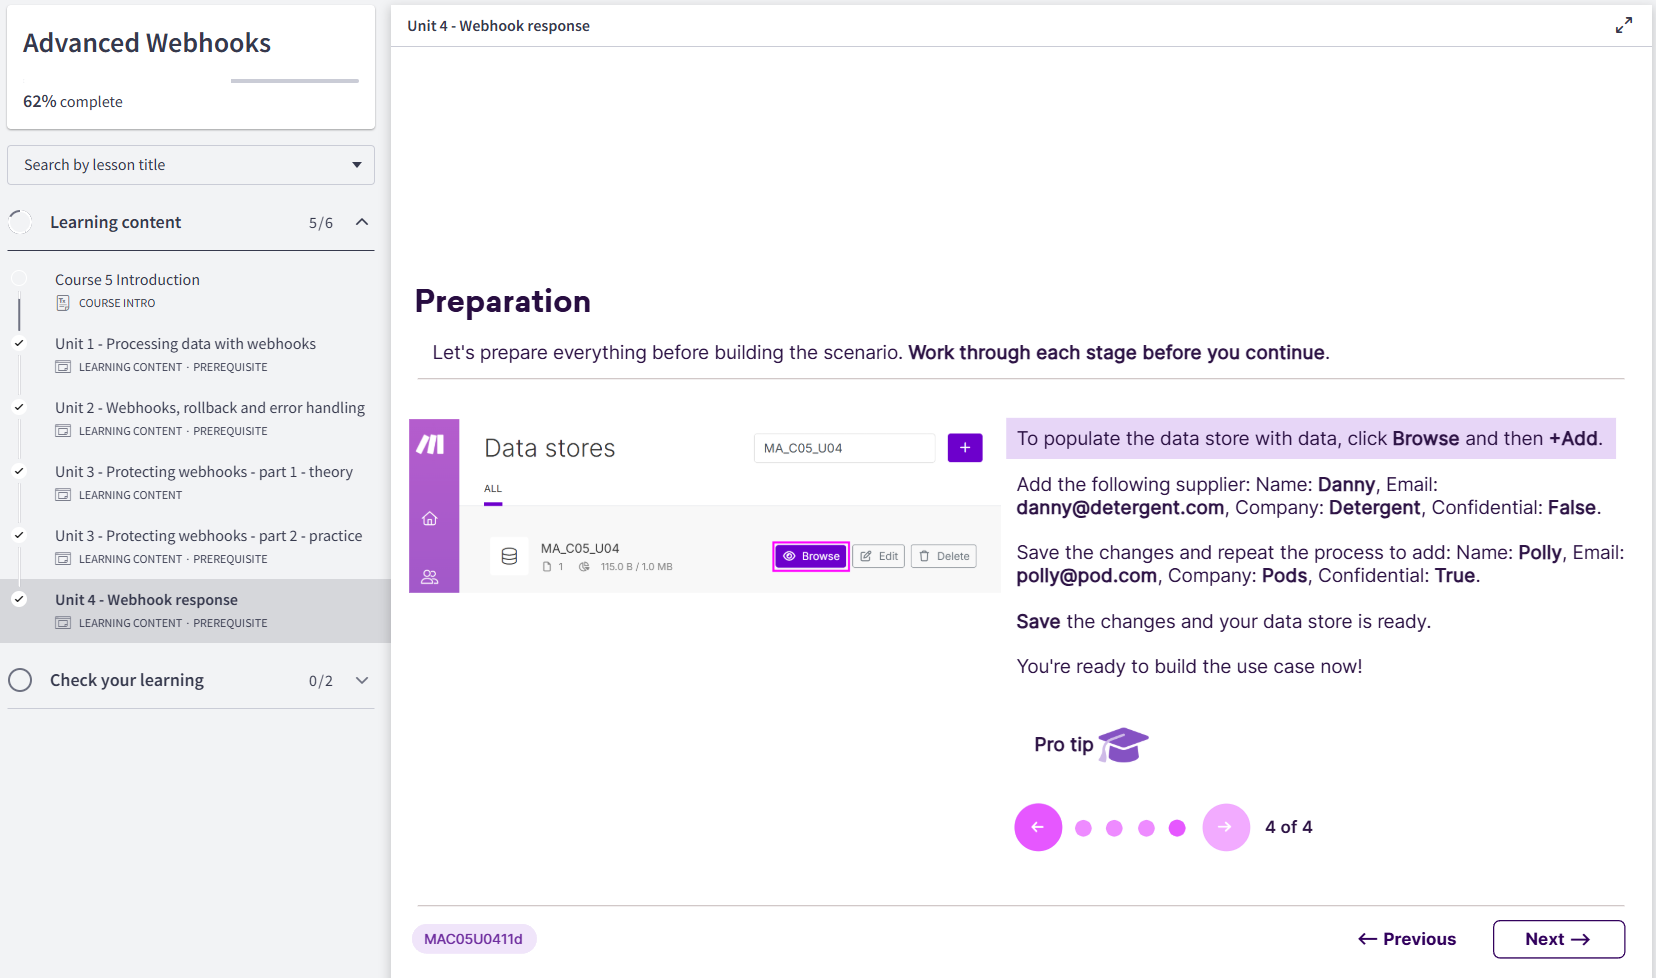 Advanced Webhooks
62% complete
Search by lesson title
Learning content 5/6
Course 5 Introduction
COURSE INTRO
Unit 1 - Processing data with webhooks
LEARNING CONTENT · PREREQUISITE
Unit 2 - Webhooks, rollback and error handling
LEARNING CONTENT · PREREQUISITE
Unit 3 - Protecting webhooks - part 1 - theory
LEARNING CONTENT
Unit 3 - Protecting webhooks - part 2 - practice
LEARNING CONTENT · PREREQUISITE
Unit 4 - Webhook response
LEARNING CONTENT · PREREQUISITE
Check your learning 0/2
Unit 4 - Webhook response
Preparation
Let's prepare everything before building the scenario. Work through each stage before you continue.
Data stores
MA_C05_U04
+
ALL
MA_C05_U04
1 115.0 B / 1.0 MB
Browse Edit Delete
To populate the data store with data, click Browse and then +Add.
Add the following supplier: Name: Danny, Email:
danny@detergent.com, Company: Detergent, Confidential: False.
Save the changes and repeat the process to add: Name: Polly, Email:
polly@pod.com, Company: Pods, Confidential: True.
Save the changes and your data store is ready.
You're ready to build the use case now!
Pro tip
4 of 4
MAC05U0411d
← Previous
Next →